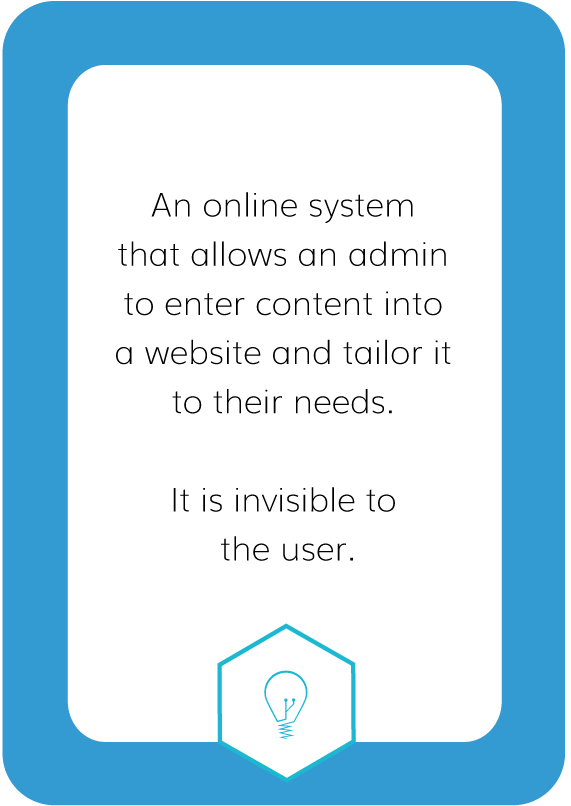 An online system
that allows an admin
to enter content into
a website and tailor it
to their needs.
It is invisible to
the user.